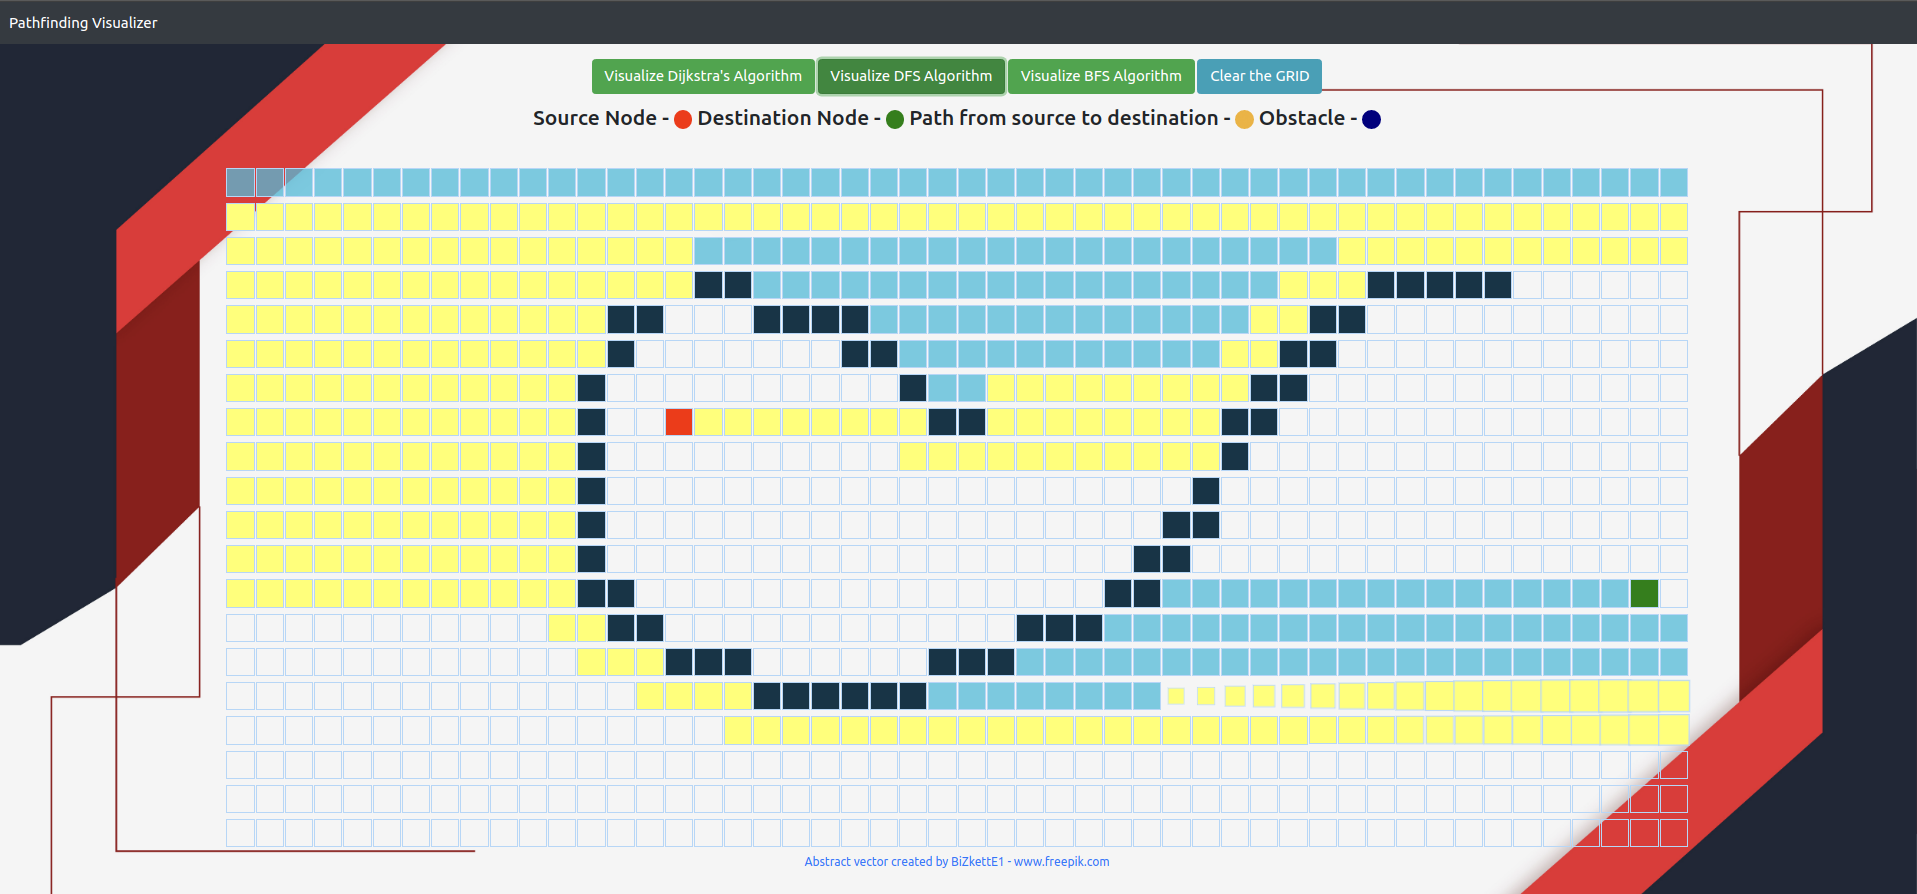 Pathfinding Visualizer
Visualize Dijkstra's Algorithm Visualize DFS Algorithm Visualize BFS Algorithm Clear the GRID
Source Node - Destination Node - Path from source to destination - Obstacle -
Abstract vector created by BiZkettE1 - www.freepik.com